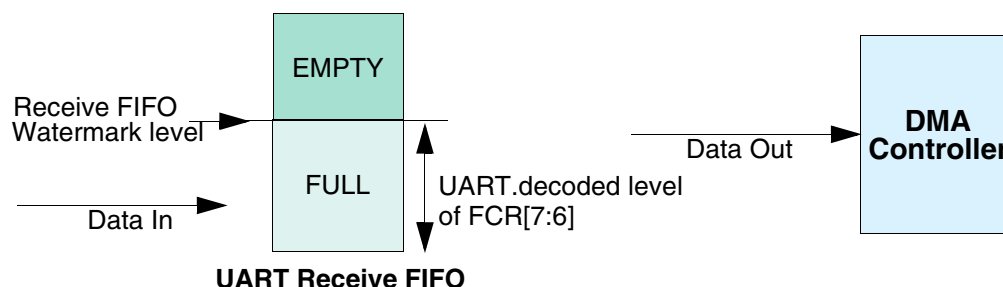 EMPTY
Receive FIFO
Watermark level
FULL
Data In
UART.decoded level
of FCR[7:6]
UART Receive FIFO
Data Out
DMA
Controller